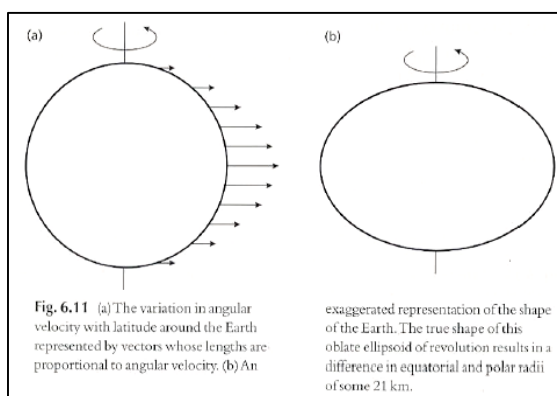 (a)
(b)
Fig. 6.11 (a) The variation in angular
velocity with latitude around the Earth
represented by vectors whose lengths are
proportional to angular velocity. (b) An
exaggerated representation of the shape
of the Earth. The true shape of this
oblate ellipsoid of revolution results in a
difference in equatorial and polar radii
of some 21 km.